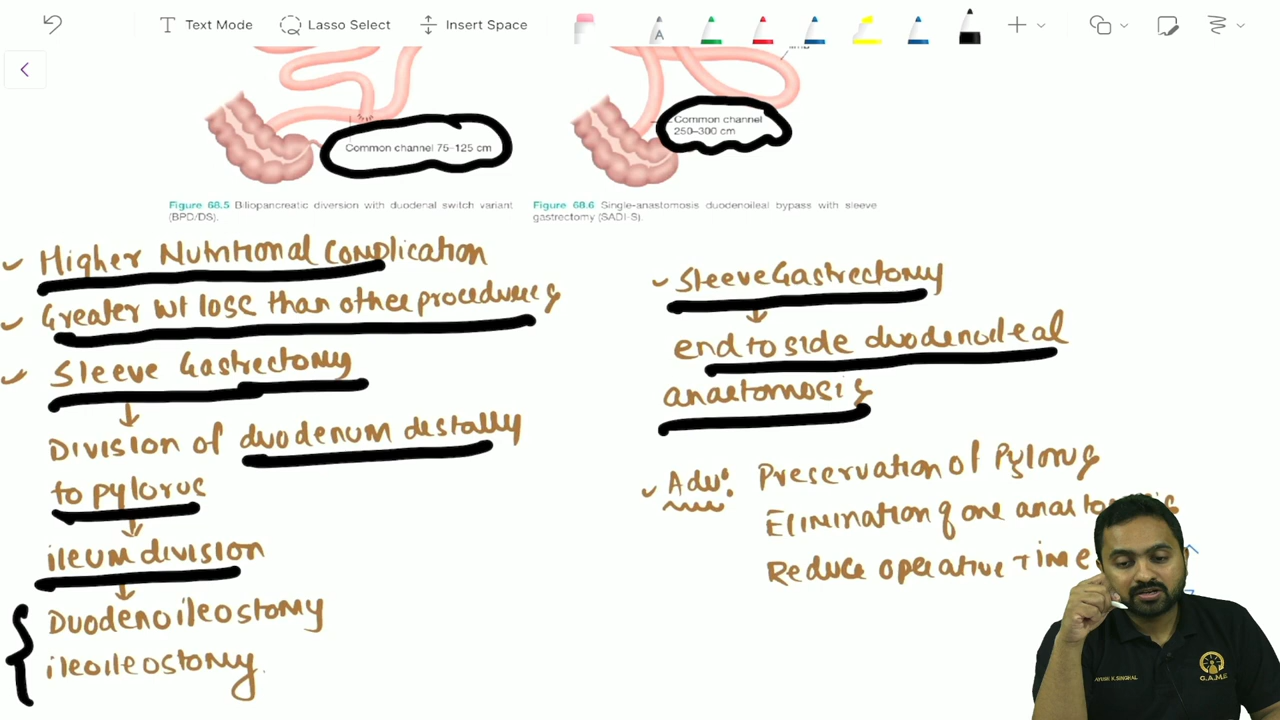 Text Mode
Lasso Select
Insert Space
A
Common channel 75–125 cm
Common channel
250–300 cm
Figure 68.5 Biliopancreatic diversion with duodenal switch variant
(BPD/DS).
Figure 68.6 Single-anastomosis duodenoileal bypass with sleeve
gastrectomy (SADI-S).
Higher Nutritional Complication
Greater wt loss than other procedures
Sleeve Gastrectomy
↓
Division of duodenum distally
to pylorus
↓
ileum division
↓
Duodenoileostomy
ileoileostomy.
Sleeve Gastrectomy
↓
end to side duodenoileal
anastomosis
Adv: Preservation of Pylorus
Elimination of one
Reduce operative time
AYUSH K.SINGHAL
G.A.M.E